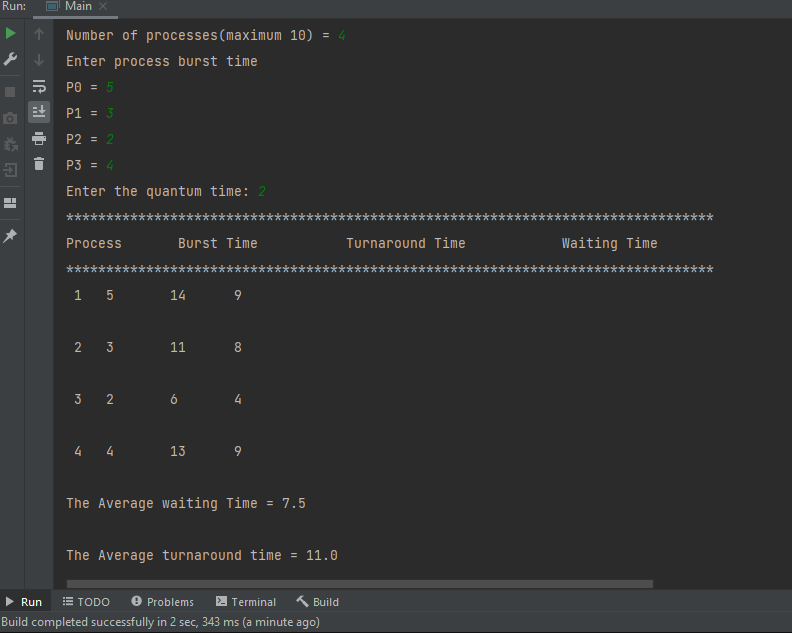 Run: Main
Number of processes(maximum 10) = 4
Enter process burst time
P0 = 5
P1 = 3
P2 = 2
P3 = 4
Enter the quantum time: 2
*********************************************************************************
Process Burst Time Turnaround Time Waiting Time
*********************************************************************************
1 5 14 9
2 3 11 8
3 2 6 4
4 4 13 9
The Average waiting Time = 7.5
The Average turnaround time = 11.0
Run TODO Problems Terminal Build
Build completed successfully in 2 sec, 343 ms (a minute ago)